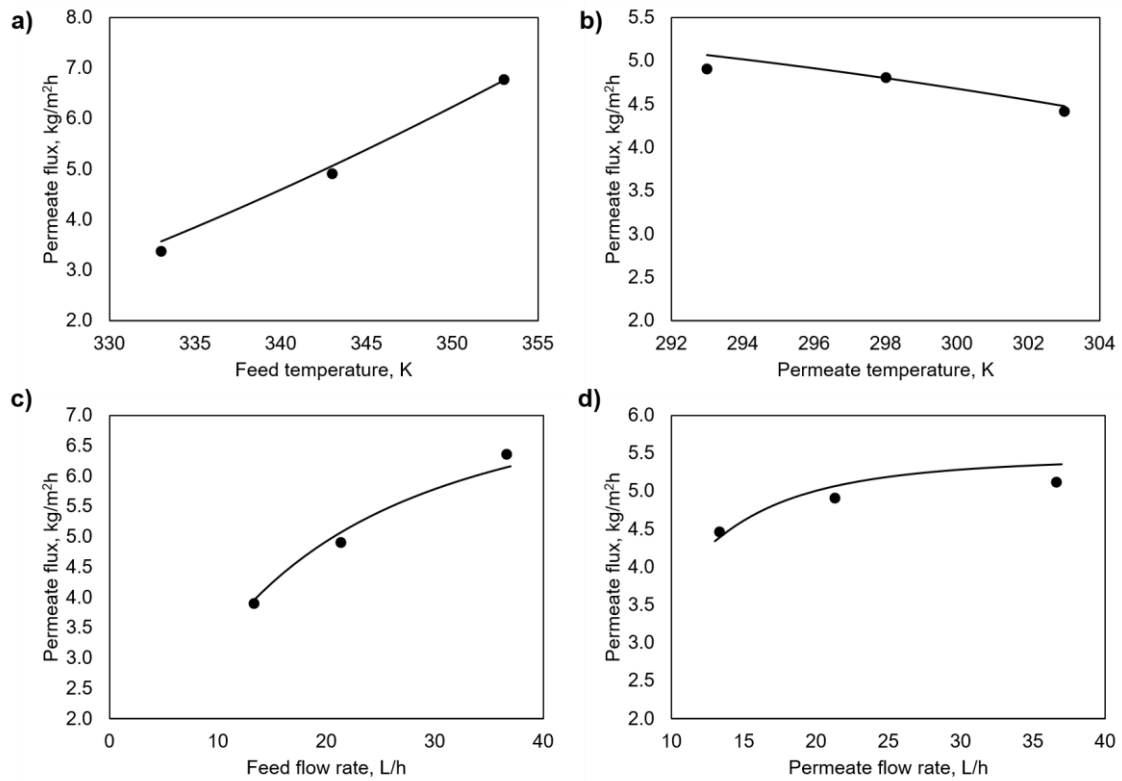 a)
Permeate flux, kg/m²h
8.0
7.0
6.0
5.0
4.0
3.0
2.0
330 335 340 345 350 355
Feed temperature, K
b)
Permeate flux, kg/m²h
5.5
5.0
4.5
4.0
3.5
3.0
2.5
2.0
292 294 296 298 300 302 304
Permeate temperature, K
c)
Permeate flux, kg/m²h
7.0
6.5
6.0
5.5
5.0
4.5
4.0
3.5
3.0
2.5
2.0
0 10 20 30 40
Feed flow rate, L/h
d)
Permeate flux, kg/m²h
6.0
5.5
5.0
4.5
4.0
3.5
3.0
2.5
2.0
10 15 20 25 30 35 40
Permeate flow rate, L/h